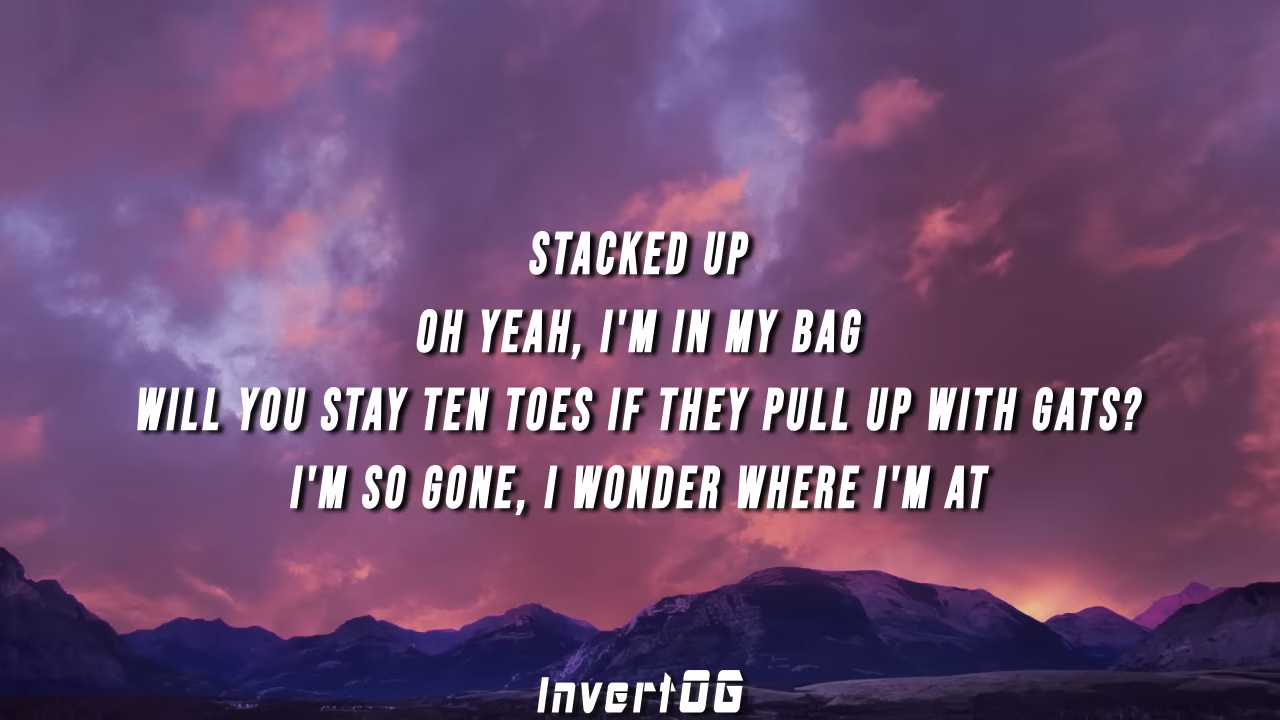 STACKED UP
OH YEAH, I'M IN MY BAG
WILL YOU STAY TEN TOES IF THEY PULL UP WITH GATS?
I'M SO GONE, I WONDER WHERE I'M AT
InvertOG